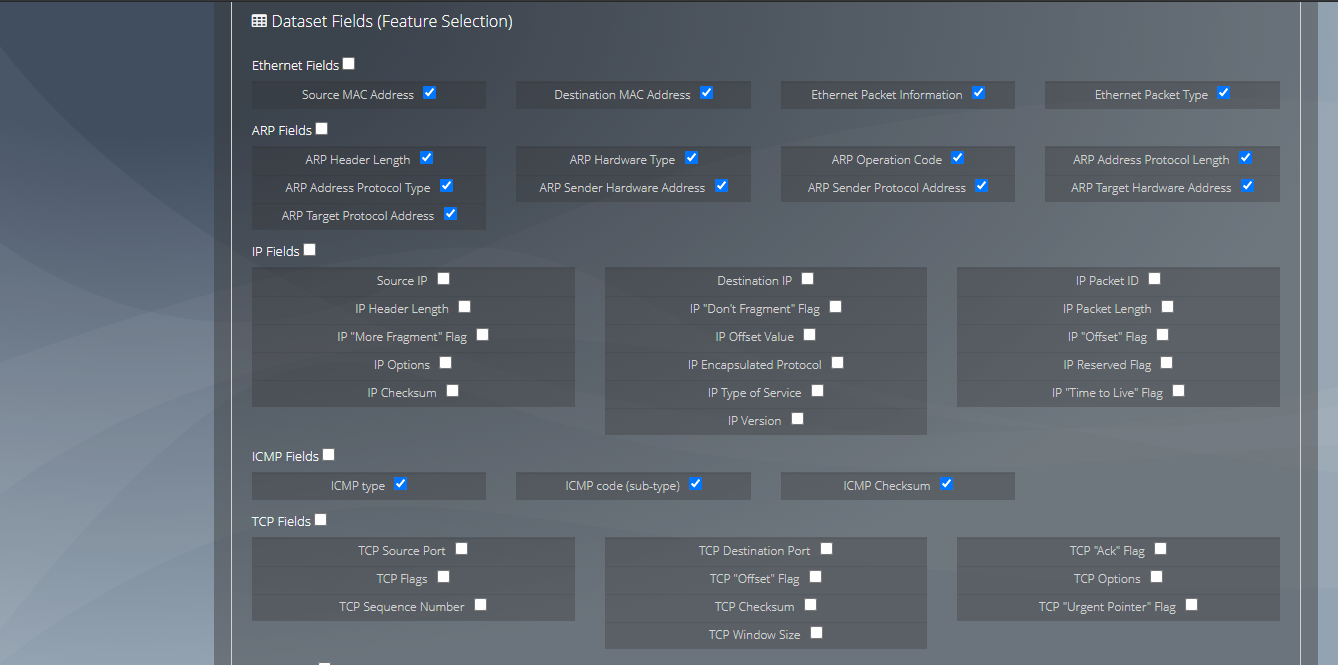 Dataset Fields (Feature Selection)
Ethernet Fields
Source MAC Address Destination MAC Address Ethernet Packet Information Ethernet Packet Type
ARP Fields
ARP Header Length ARP Hardware Type ARP Operation Code ARP Address Protocol Length
ARP Address Protocol Type ARP Sender Hardware Address ARP Sender Protocol Address ARP Target Hardware Address
ARP Target Protocol Address
IP Fields
Source IP Destination IP IP Packet ID
IP Header Length IP "Don't Fragment" Flag IP Packet Length
IP "More Fragment" Flag IP Offset Value IP "Offset" Flag
IP Options IP Encapsulated Protocol IP Reserved Flag
IP Checksum IP Type of Service IP "Time to Live" Flag
IP Version
ICMP Fields
ICMP type ICMP code (sub-type) ICMP Checksum
TCP Fields
TCP Source Port TCP Destination Port TCP "Ack" Flag
TCP Flags TCP "Offset" Flag TCP Options
TCP Sequence Number TCP Checksum TCP "Urgent Pointer" Flag
TCP Window Size